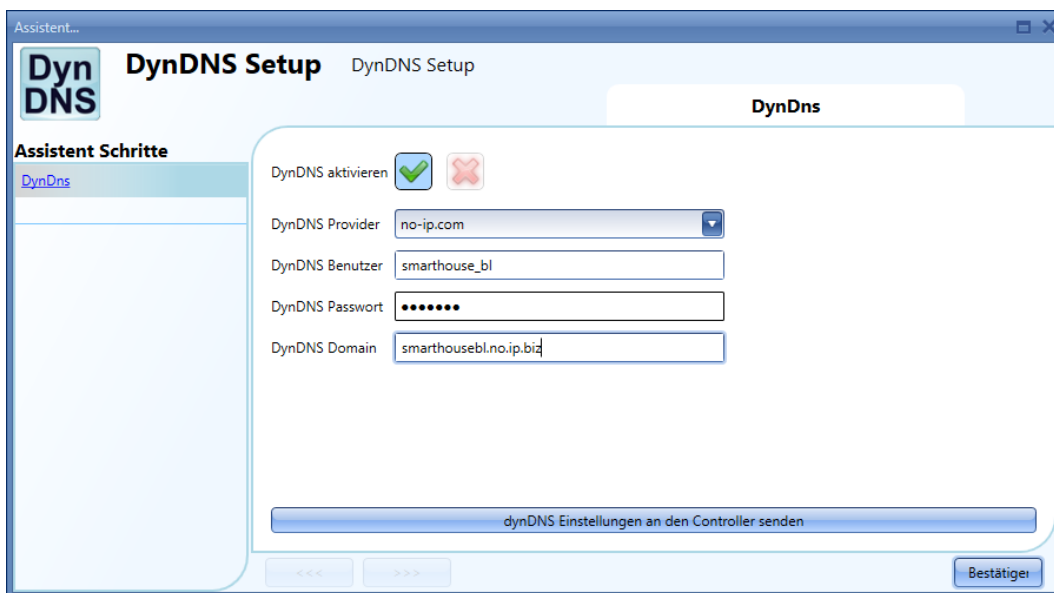 Assistent...
Dyn
DNS
DynDNS Setup DynDNS Setup
DynDns
Assistent Schritte
DynDns
DynDNS aktivieren
DynDNS Provider no-ip.com
DynDNS Benutzer smarthouse_bl
DynDNS Passwort •••••••
DynDNS Domain smarthousebl.no.ip.biz
dynDNS Einstellungen an den Controller senden
<<< >>>
Bestätiger